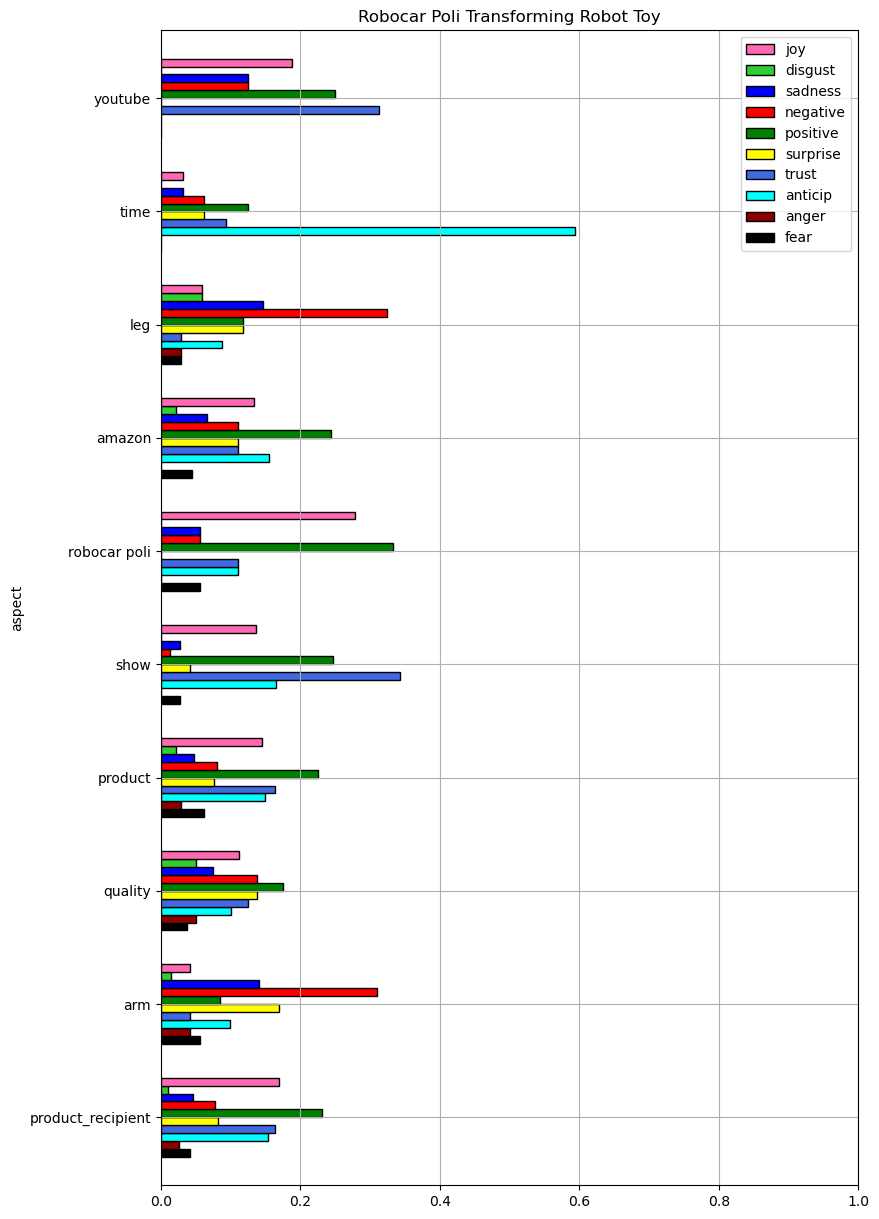 Robocar Poli Transforming Robot Toy
joy
disgust
sadness
negative
positive
surprise
trust
anticip
anger
fear
youtube
time
leg
amazon
robocar poli
show
product
quality
arm
product_recipient
aspect
0.0 0.2 0.4 0.6 0.8 1.0